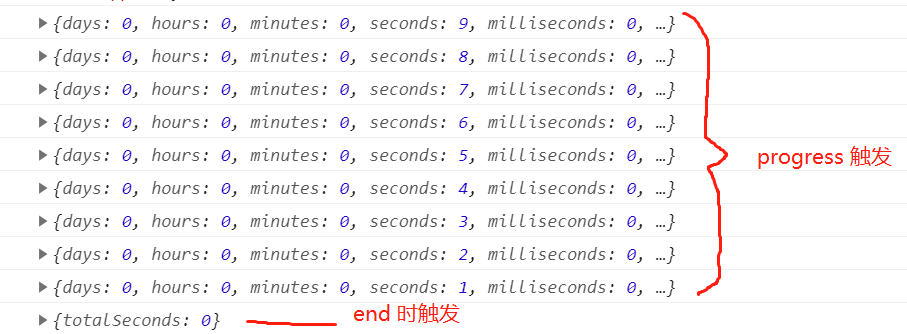 ▶ {days: 0, hours: 0, minutes: 0, seconds: 9, milliseconds: 0, …}
▶ {days: 0, hours: 0, minutes: 0, seconds: 8, milliseconds: 0, …}
▶ {days: 0, hours: 0, minutes: 0, seconds: 7, milliseconds: 0, …}
▶ {days: 0, hours: 0, minutes: 0, seconds: 6, milliseconds: 0, …}
▶ {days: 0, hours: 0, minutes: 0, seconds: 5, milliseconds: 0, …}
▶ {days: 0, hours: 0, minutes: 0, seconds: 4, milliseconds: 0, …}
▶ {days: 0, hours: 0, minutes: 0, seconds: 3, milliseconds: 0, …}
▶ {days: 0, hours: 0, minutes: 0, seconds: 2, milliseconds: 0, …}
▶ {days: 0, hours: 0, minutes: 0, seconds: 1, milliseconds: 0, …}
progress 触发
▶ {totalSeconds: 0}
end 时触发